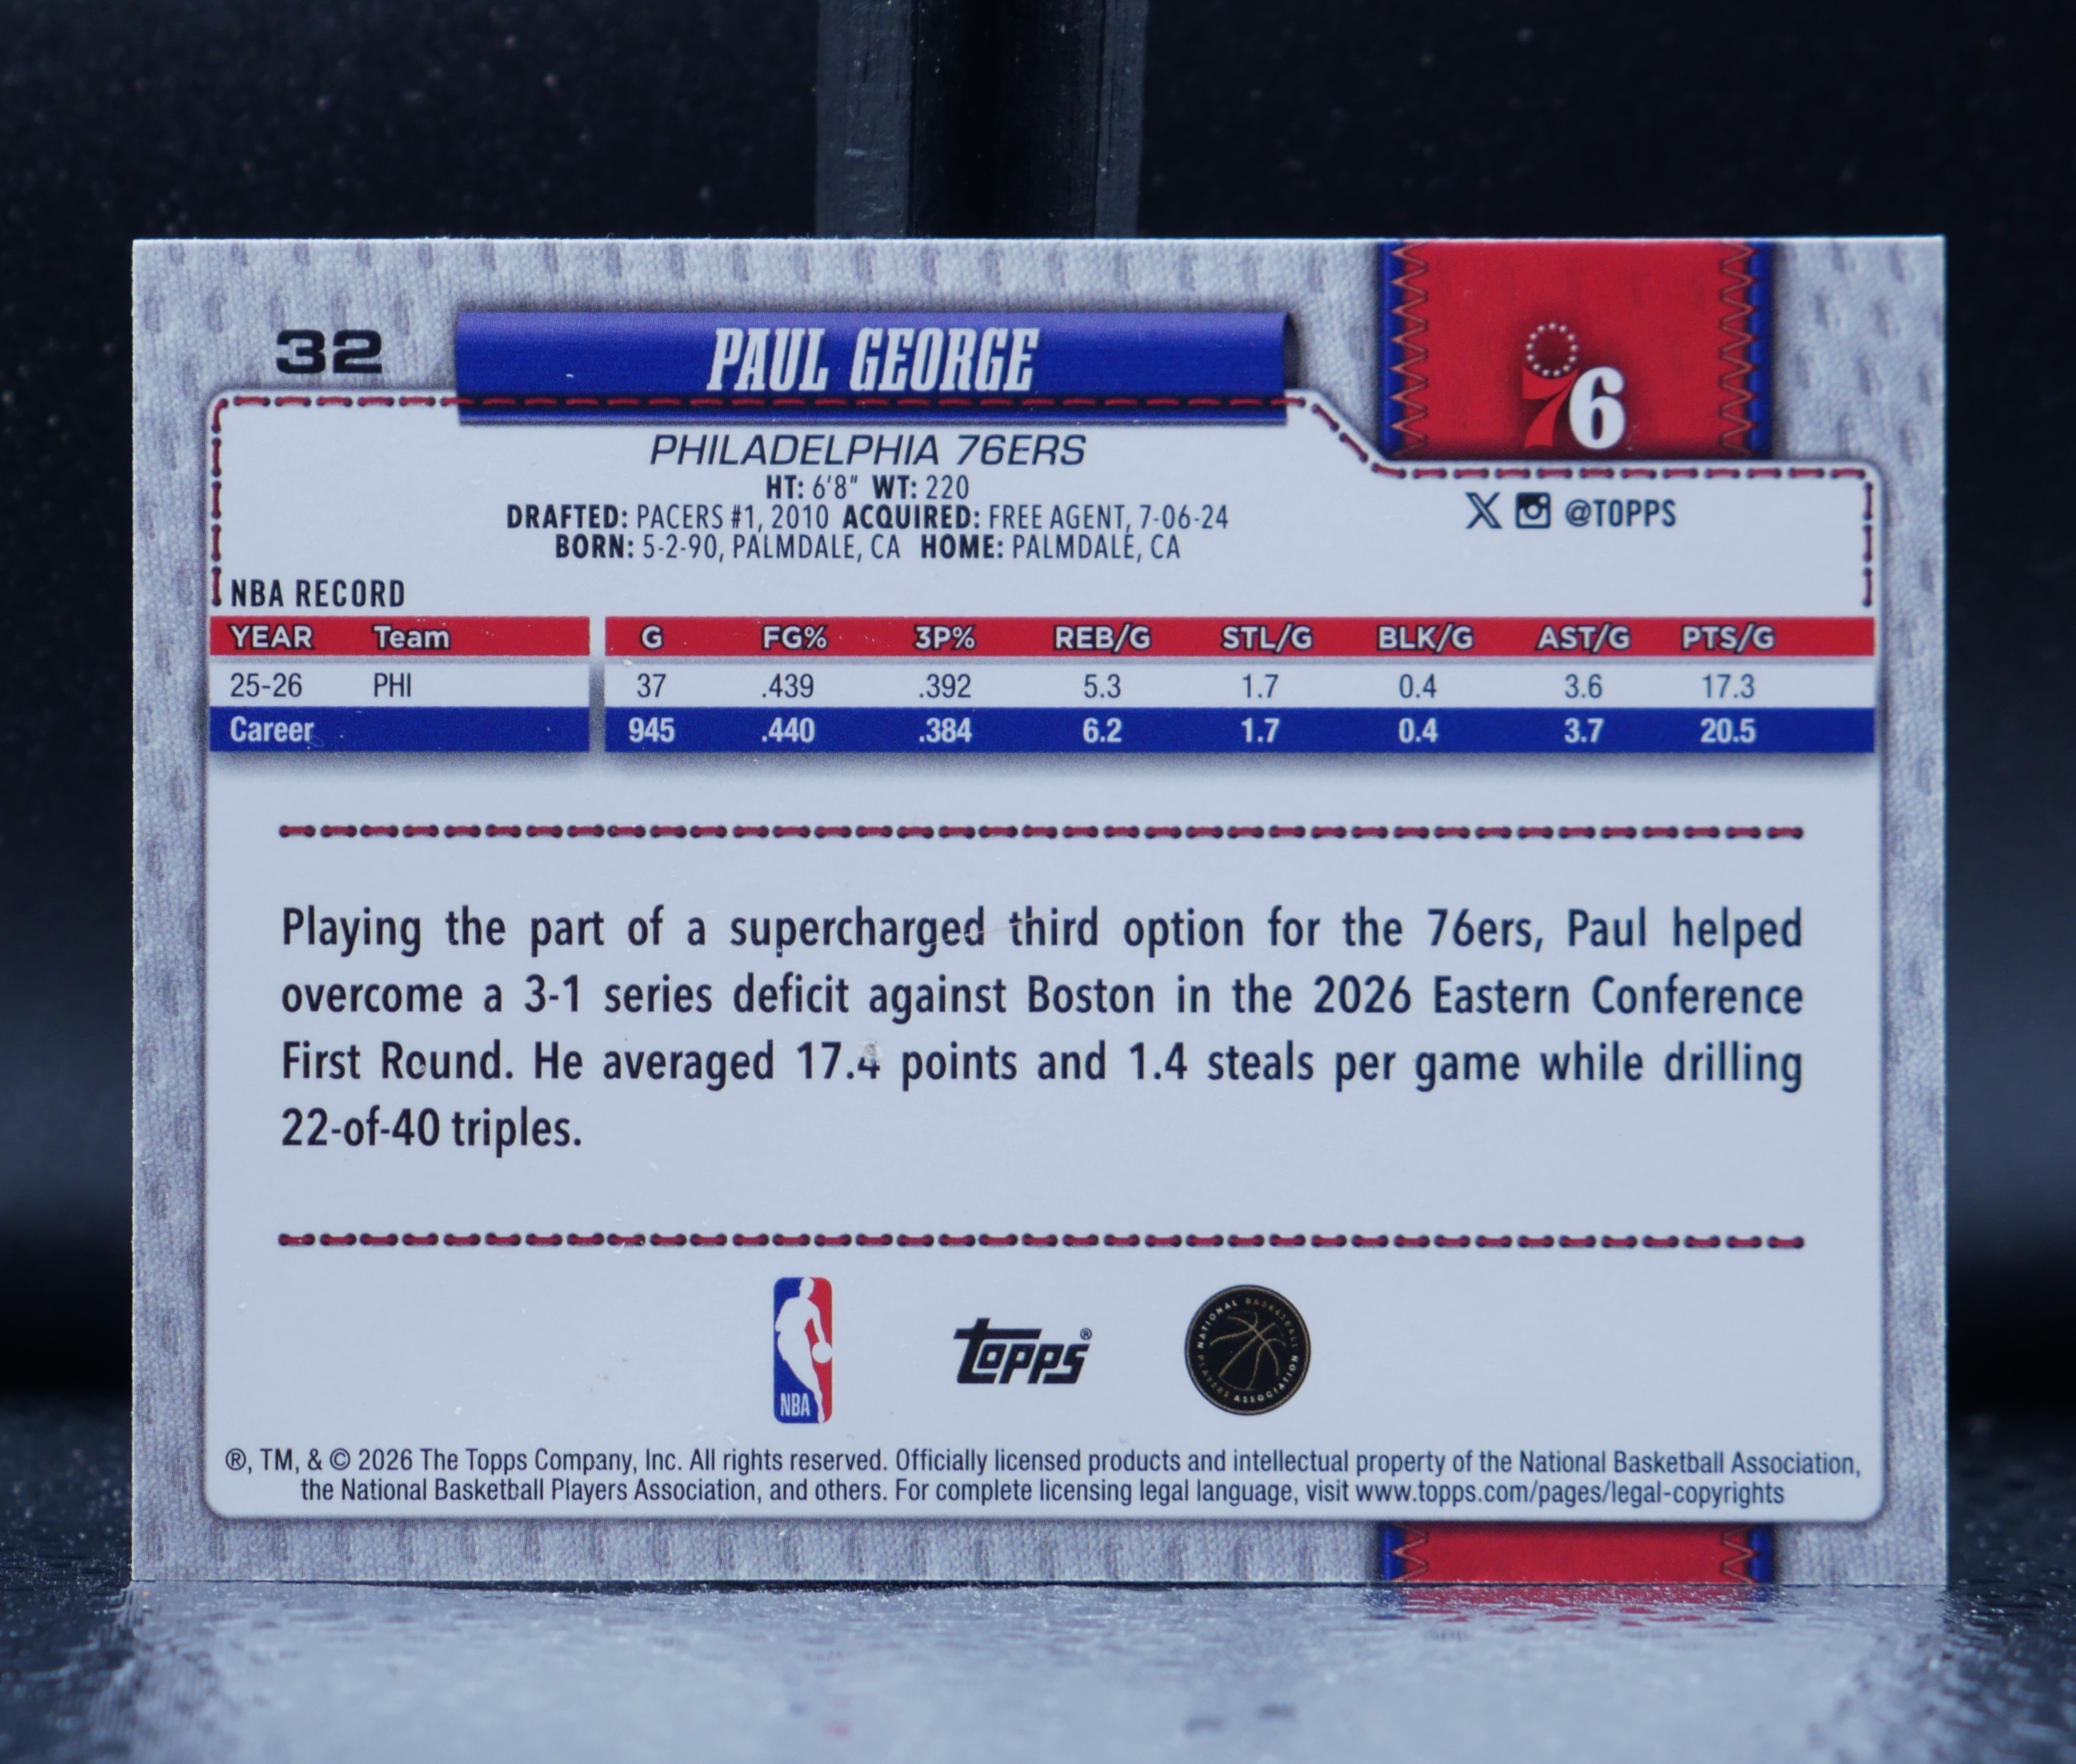 32
PAUL GEORGE
76
PHILADELPHIA 76ERS
HT: 6'8" WT: 220
DRAFTED: PACERS #1, 2010 ACQUIRED: FREE AGENT, 7-06-24
BORN: 5-2-90, PALMDALE, CA HOME: PALMDALE, CA
@TOPPS
NBA RECORD
YEAR Team G FG% 3P% REB/G STL/G BLK/G AST/G PTS/G
25-26 PHI 37 .439 .392 5.3 1.7 0.4 3.6 17.3
Career 945 .440 .384 6.2 1.7 0.4 3.7 20.5
Playing the part of a supercharged third option for the 76ers, Paul helped
overcome a 3-1 series deficit against Boston in the 2026 Eastern Conference
First Round. He averaged 17.4 points and 1.4 steals per game while drilling
22-of-40 triples.
NBA
topps®
NATIONAL BASKETBALL PLAYERS ASSOCIATION
®, TM, & © 2026 The Topps Company, Inc. All rights reserved. Officially licensed products and intellectual property of the National Basketball Association,
the National Basketball Players Association, and others. For complete licensing legal language, visit www.topps.com/pages/legal-copyrights